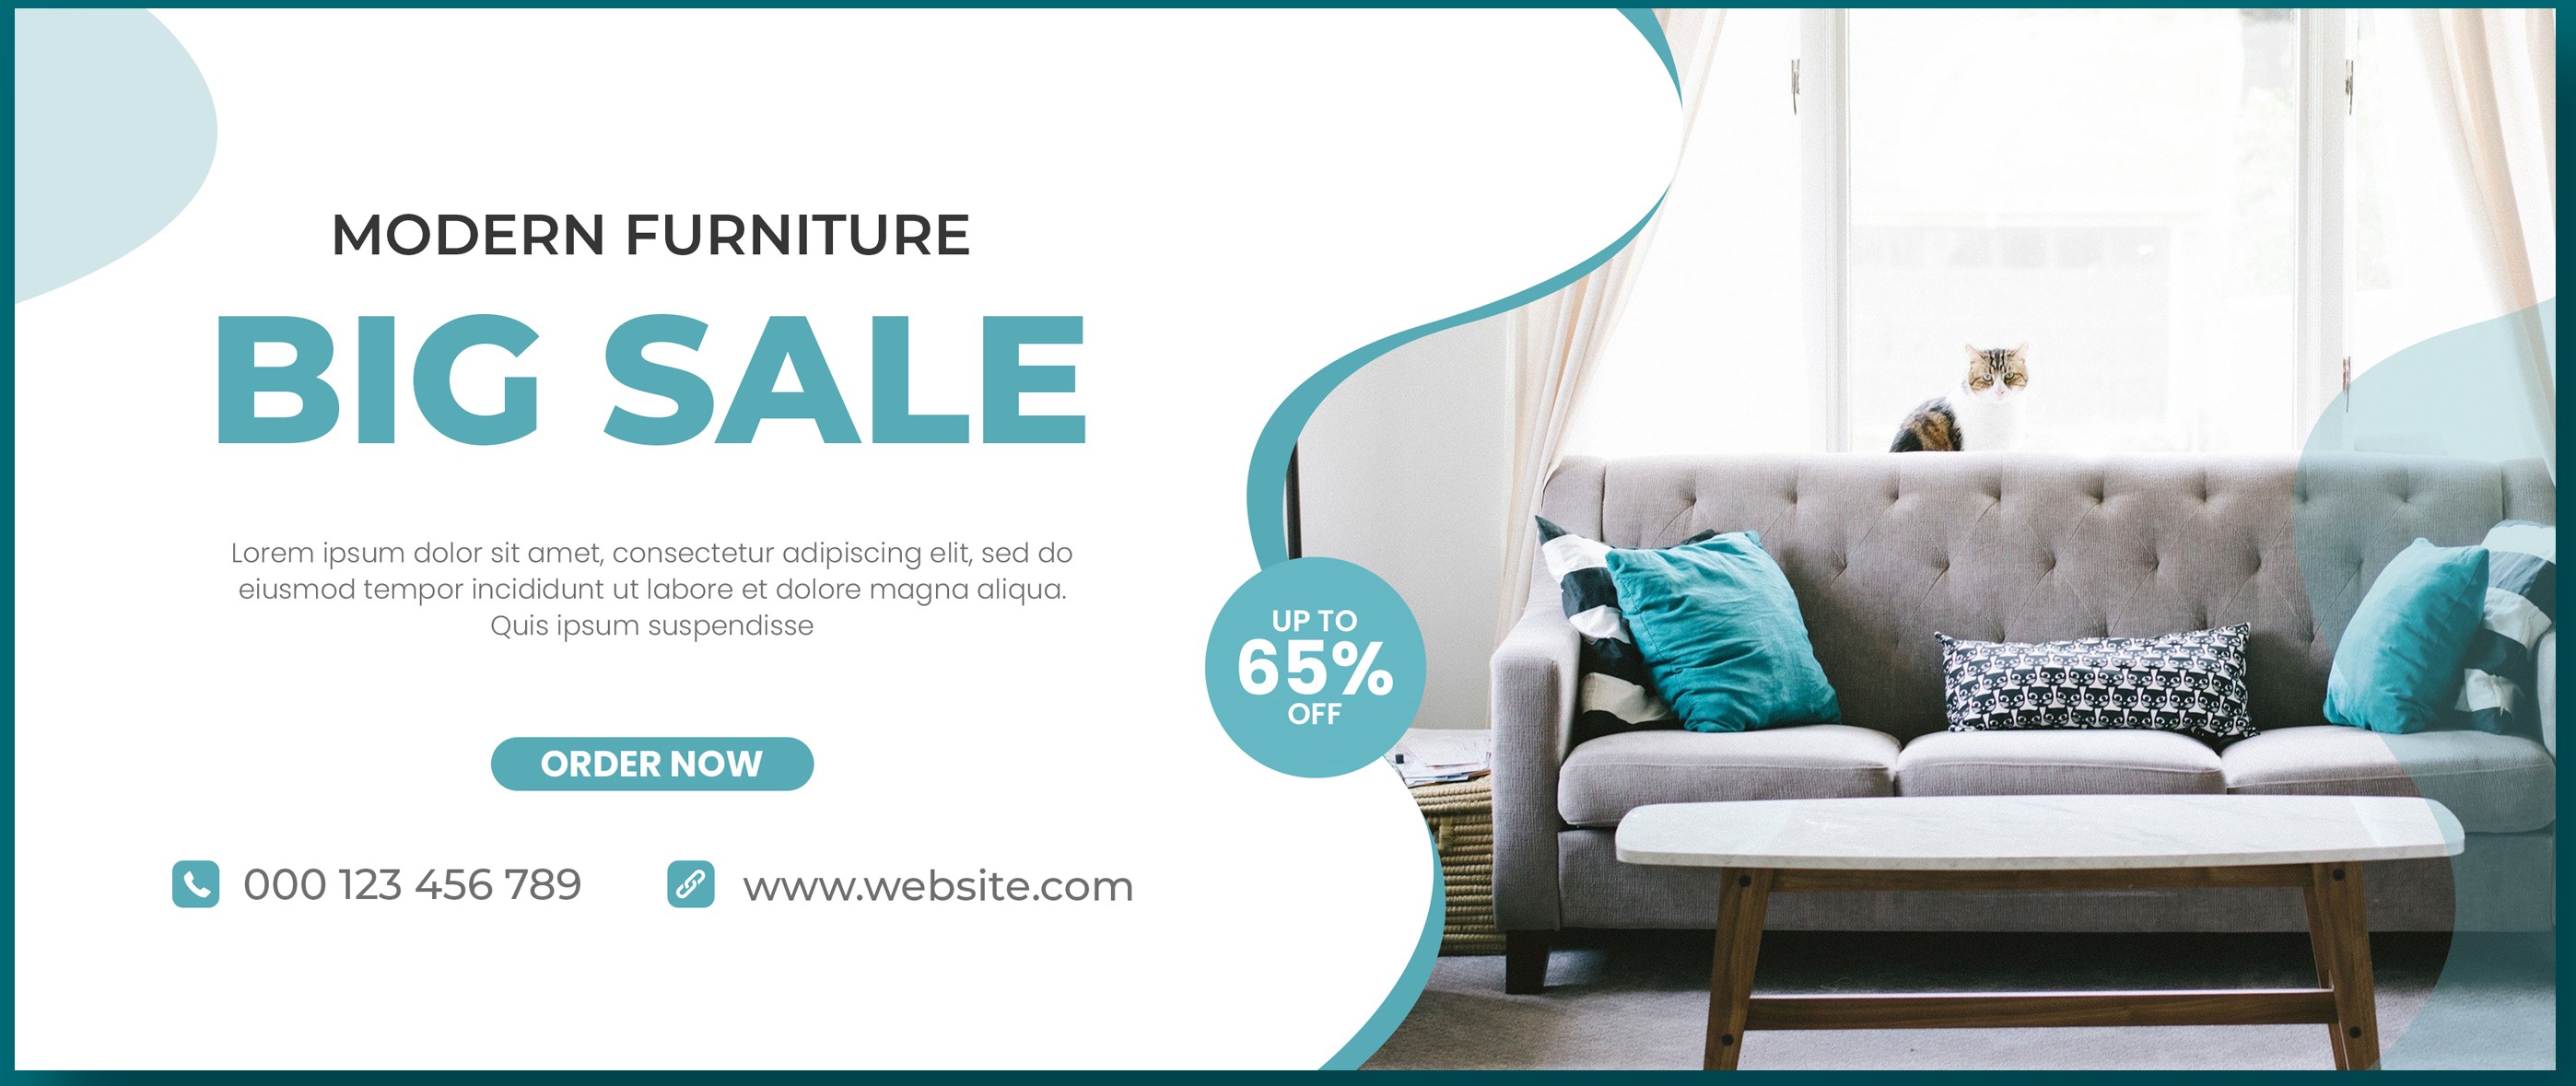 MODERN FURNITURE
BIG SALE
Lorem ipsum dolor sit amet, consectetur adipiscing elit, sed do
eiusmod tempor incididunt ut labore et dolore magna aliqua.
Quis ipsum suspendisse
ORDER NOW
000 123 456 789
www.website.com
UP TO
65%
OFF